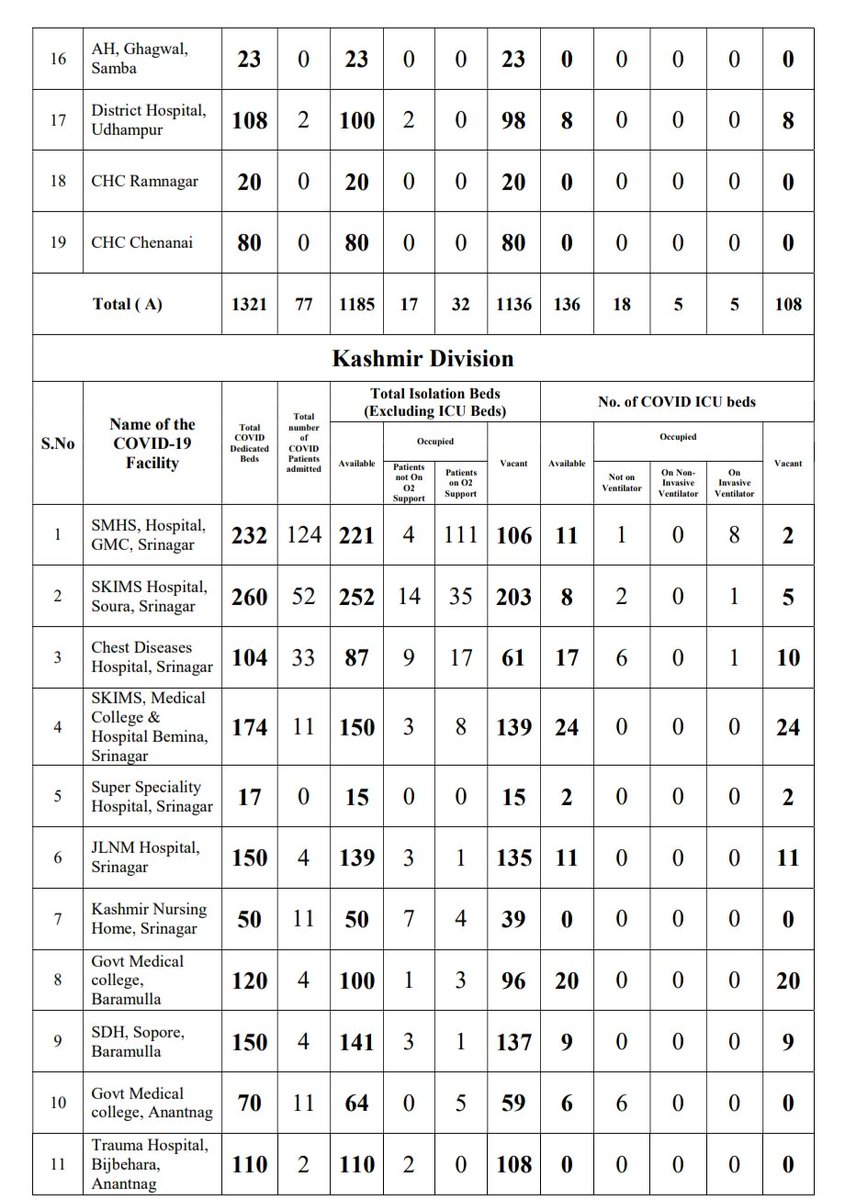 16 AH, Ghagwal, Samba 23 0 23 0 0 23 0 0 0 0 0
17 District Hospital, Udhampur 108 2 100 2 0 98 8 0 0 0 8
18 CHC Ramnagar 20 0 20 0 0 20 0 0 0 0 0
19 CHC Chenanai 80 0 80 0 0 80 0 0 0 0 0
Total ( A) 1321 77 1185 17 32 1136 136 18 5 5 108
Kashmir Division
S.No
Name of the COVID-19 Facility
Total COVID Dedicated Beds
Total number of COVID Patients admitted
Total Isolation Beds (Excluding ICU Beds)
Available
Occupied
Patients not On O2 Support
Patients on O2 Support
Vacant
No. of COVID ICU beds
Available
Occupied
Not on Ventilator
On Non-Invasive Ventilator
On Invasive Ventilator
Vacant
1 SMHS, Hospital, GMC, Srinagar 232 124 221 4 111 106 11 1 0 8 2
2 SKIMS Hospital, Soura, Srinagar 260 52 252 14 35 203 8 2 0 1 5
3 Chest Diseases Hospital, Srinagar 104 33 87 9 17 61 17 6 0 1 10
4 SKIMS, Medical College & Hospital Bemina, Srinagar 174 11 150 3 8 139 24 0 0 0 24
5 Super Speciality Hospital, Srinagar 17 0 15 0 0 15 2 0 0 0 2
6 JLNM Hospital, Srinagar 150 4 139 3 1 135 11 0 0 0 11
7 Kashmir Nursing Home, Srinagar 50 11 50 7 4 39 0 0 0 0 0
8 Govt Medical college, Baramulla 120 4 100 1 3 96 20 0 0 0 20
9 SDH, Sopore, Baramulla 150 4 141 3 1 137 9 0 0 0 9
10 Govt Medical college, Anantnag 70 11 64 0 5 59 6 6 0 0 0
11 Trauma Hospital, Bijbehara, Anantnag 110 2 110 2 0 108 0 0 0 0 0